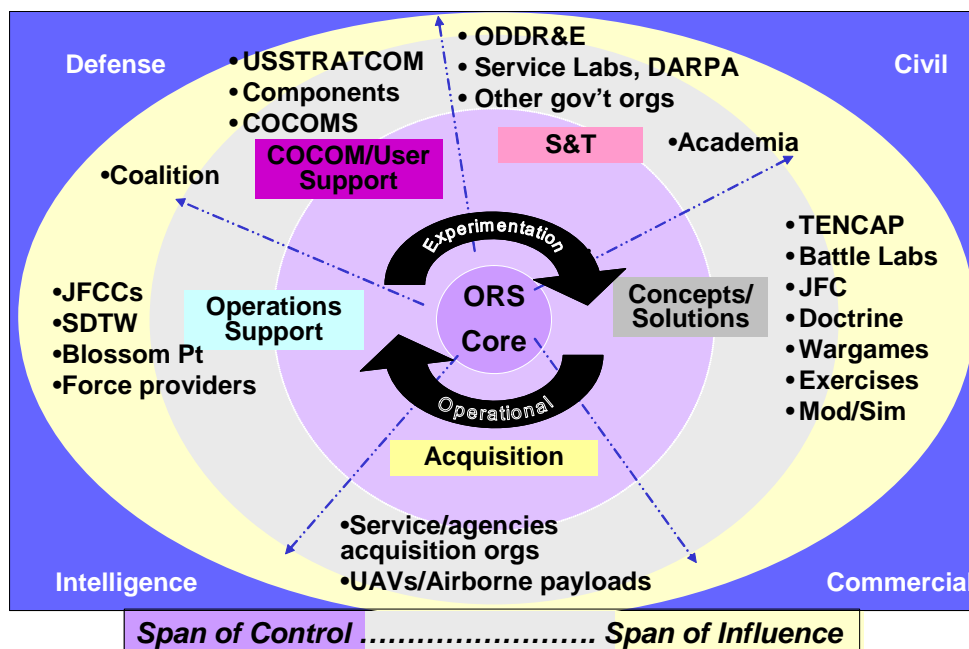 Defense
Civil
•USSTRATCOM
•Components
•COCOMS
•ODDR&E
•Service Labs, DARPA
•Other gov't orgs
COCOM/User
Support
S&T
•Academia
•Coalition
Experimentation
•TENCAP
•Battle Labs
•JFC
•Doctrine
•Wargames
•Exercises
•Mod/Sim
•JFCCs
•SDTW
•Blossom Pt
•Force providers
Operations
Support
ORS
Core
Concepts/
Solutions
Operational
Acquisition
•Service/agencies
acquisition orgs
•UAVs/Airborne payloads
Intelligence
Commercial
Span of Control ……………………. Span of Influence